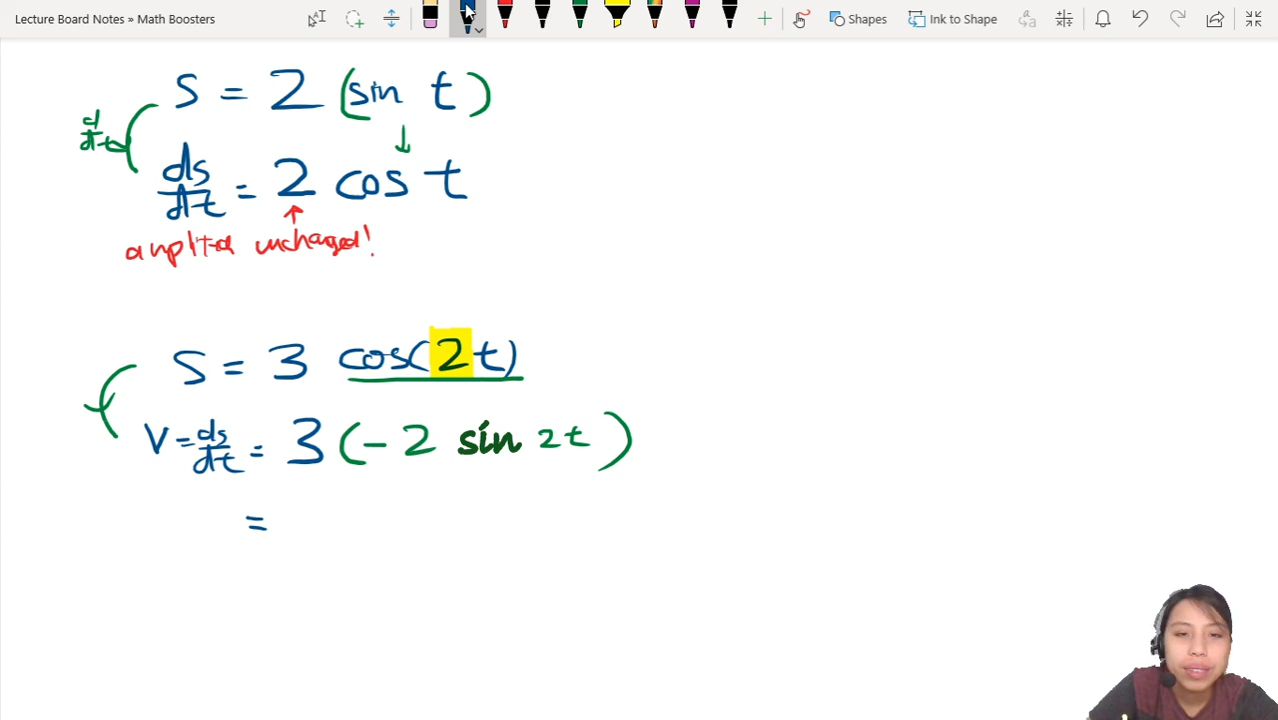 Lecture Board Notes » Math Boosters
Shapes
Ink to Shape
s = 2 (sin t)
d/dt
ds/dt = 2 cos t
unchanged!
s = 3 cos(2t)
v = ds/dt = 3 (-2 sin 2t)
=